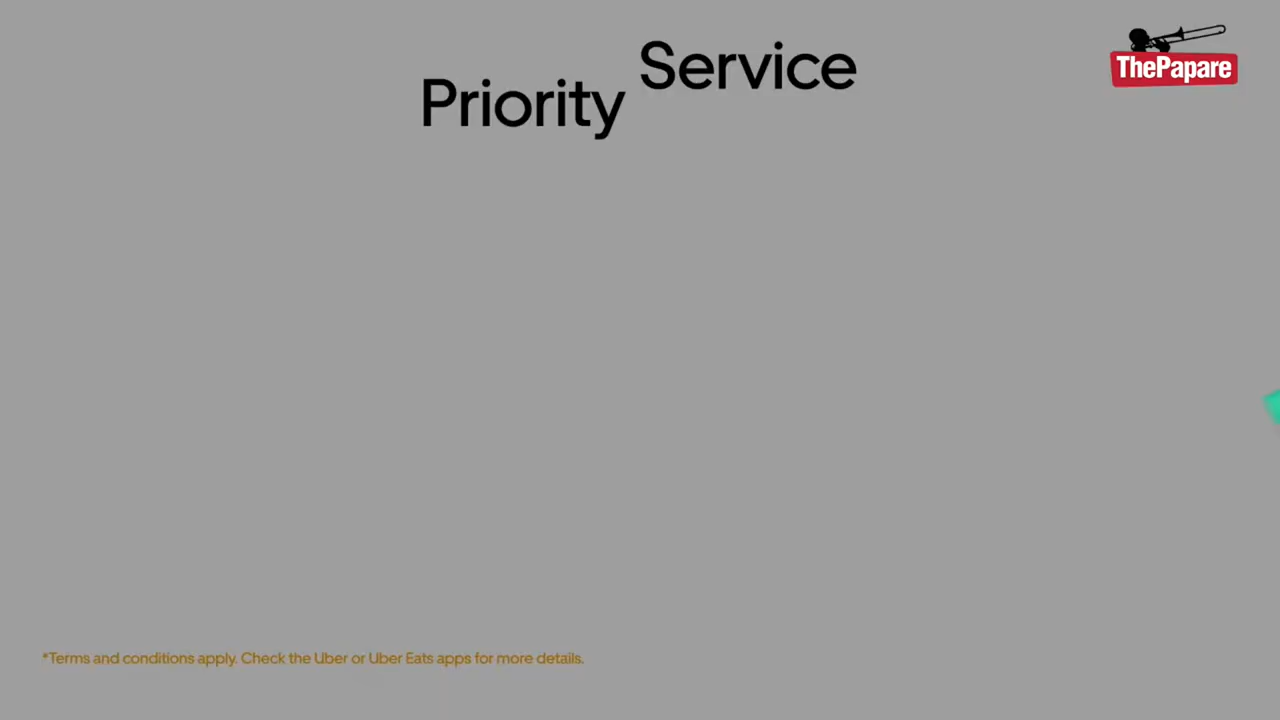 Priority Service
ThePapare
*Terms and conditions apply. Check the Uber or Uber Eats apps for more details.